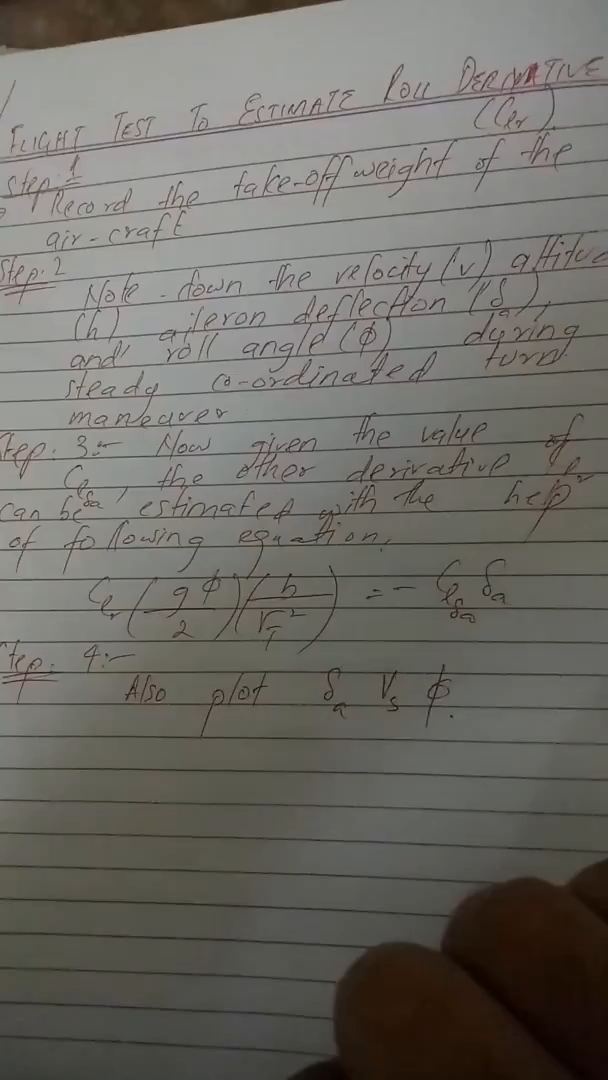 FLIGHT TEST TO ESTIMATE ROLL DERIVATIVE
(Clr)
Step:1
Record the take-off weight of the
air-craft
Step.2
Note-down the velocity (v) altitude
(h) aileron deflection (δa),
and roll angle (ϕ) during
steady co-ordinated turn
maneaver
Step. 3:- Now given the value of
Clδa, the other derivative Clr
can be estimated with the help
of following equation.
Clr (gϕ/2)(b/VT²) = - Clδa δa
Step. 4:-
Also plot δa Vs ϕ.